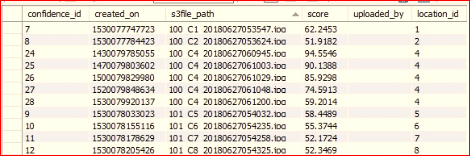 confidence_id created_on s3file_path score uploaded_by location_id
7 1530077747723 100 C1 20180627053547.jpg 62.2453 1
8 1530077784423 100 C2 20180627053624.jpg 51.9182 2
24 1430079785055 100 C4 20180627060945.jpg 94.5546 4
25 1470079803602 100 C4 20180627061003.jpg 90.1388 4
26 1500079829980 100 C4 20180627061029.jpg 85.9298 4
27 1520079848634 100 C4 20180627061048.jpg 74.5913 4
28 1530079920137 100 C4 20180627061200.jpg 59.2014 4
9 1530078033023 101 C5 20180627054032.jpg 58.4489 5
10 1530078155116 101 C6 20180627054235.jpg 55.3744 6
11 1530078178629 101 C7 20180627054258.jpg 52.1724 7
12 1530078205426 101 C8 20180627054325.jpg 52.3469 8